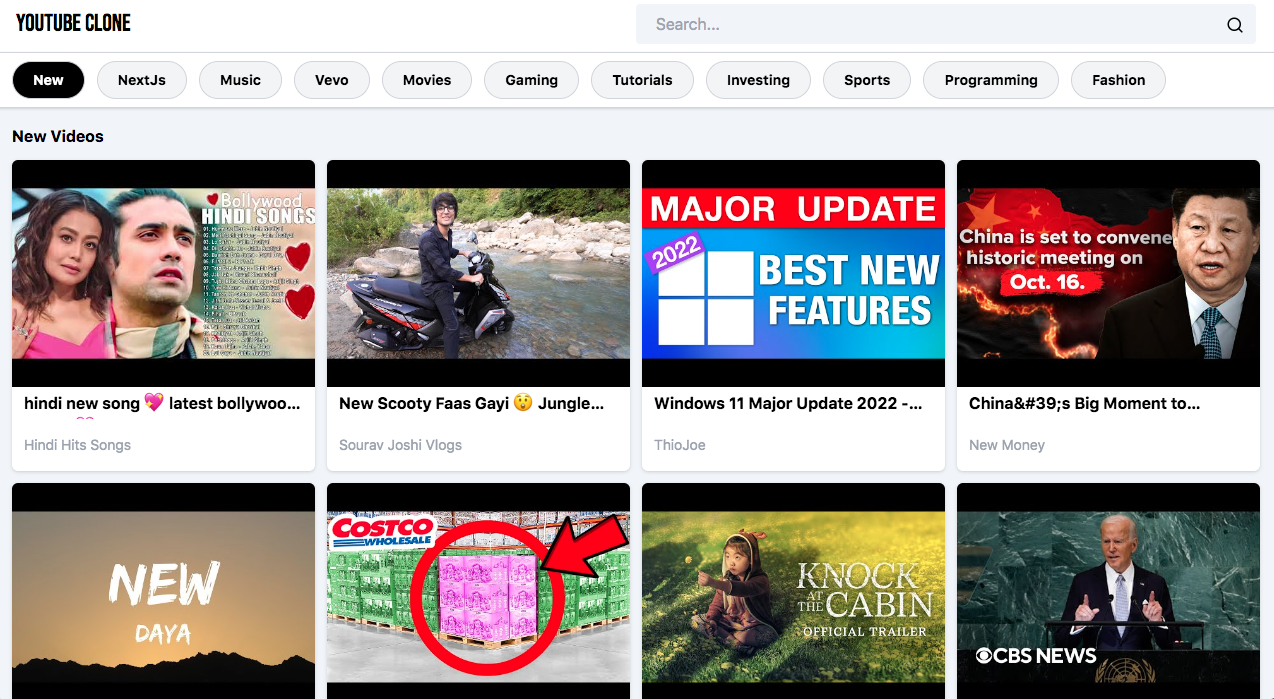 YOUTUBE CLONE
Search...
New
NextJs
Music
Vevo
Movies
Gaming
Tutorials
Investing
Sports
Programming
Fashion
New Videos
Bollywood
HINDI SONGS
MAJOR UPDATE
2022
BEST NEW
FEATURES
China is set to convene
historic meeting on
Oct. 16.
hindi new song 💖 latest bollywoo...
New Scooty Faas Gayi 😲 Jungle...
Windows 11 Major Update 2022 -...
China&#39;s Big Moment to...
Hindi Hits Songs
Sourav Joshi Vlogs
ThioJoe
New Money
NEW
DAYA
COSTCO
WHOLESALE
KNOCK
AT THE CABIN
OFFICIAL TRAILER
CBS NEWS